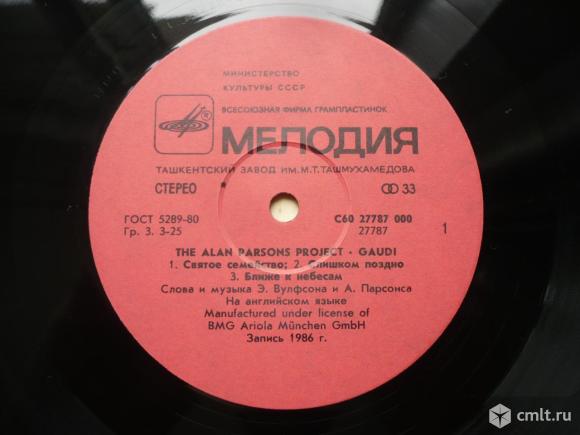 МИНИСТЕРСТВО
КУЛЬТУРЫ СССР
ВСЕСОЮЗНАЯ ФИРМА ГРАМПЛАСТИНОК
®
МЕЛОДИЯ
ТАШКЕНТСКИЙ ЗАВОД ИМ. М.Т. ТАШМУХАМЕДОВА
СТЕРЕО 33
ГОСТ 5289-80 С60 27787 000
Гр. 3. 3-25 27787 1
THE ALAN PARSONS PROJECT · GAUDI
1. Святое семейство; 2. Слишком поздно
3. Ближе к небесам
Слова и музыка Э. Вулфсона и А. Парсонса
На английском языке
Manufactured under license of
BMG Ariola München GmbH
Запись 1986 г.
cmlt.ru